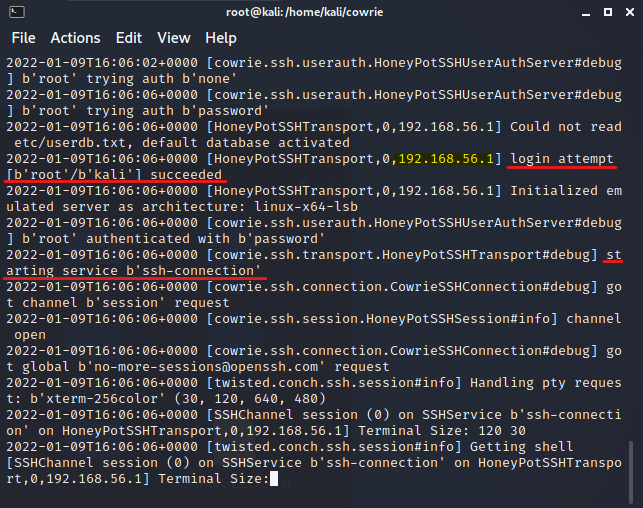 root@kali:/home/kali/cowrie
File Actions Edit View Help
2022-01-09T16:06:02+0000 [cowrie.ssh.userauth.HoneyPotSSHUserAuthServer#debug
] b'root' trying auth b'none'
2022-01-09T16:06:06+0000 [cowrie.ssh.userauth.HoneyPotSSHUserAuthServer#debug
] b'root' trying auth b'password'
2022-01-09T16:06:06+0000 [HoneyPotSSHTransport,0,192.168.56.1] Could not read
 etc/userdb.txt, default database activated
2022-01-09T16:06:06+0000 [HoneyPotSSHTransport,0,192.168.56.1] login attempt
[b'root'/b'kali'] succeeded
2022-01-09T16:06:06+0000 [HoneyPotSSHTransport,0,192.168.56.1] Initialized em
ulated server as architecture: linux-x64-lsb
2022-01-09T16:06:06+0000 [cowrie.ssh.userauth.HoneyPotSSHUserAuthServer#debug
] b'root' authenticated with b'password'
2022-01-09T16:06:06+0000 [cowrie.ssh.transport.HoneyPotSSHTransport#debug] st
arting service b'ssh-connection'
2022-01-09T16:06:06+0000 [cowrie.ssh.connection.CowrieSSHConnection#debug] go
t channel b'session' request
2022-01-09T16:06:06+0000 [cowrie.ssh.session.HoneyPotSSHSession#info] channel
 open
2022-01-09T16:06:06+0000 [cowrie.ssh.connection.CowrieSSHConnection#debug] go
t global b'no-more-sessions@openssh.com' request
2022-01-09T16:06:06+0000 [twisted.conch.ssh.session#info] Handling pty reques
t: b'xterm-256color' (30, 120, 640, 480)
2022-01-09T16:06:06+0000 [SSHChannel session (0) on SSHService b'ssh-connecti
on' on HoneyPotSSHTransport,0,192.168.56.1] Terminal Size: 120 30
2022-01-09T16:06:06+0000 [twisted.conch.ssh.session#info] Getting shell
[SSHChannel session (0) on SSHService b'ssh-connection' on HoneyPotSSHTranspo
rt,0,192.168.56.1] Terminal Size: